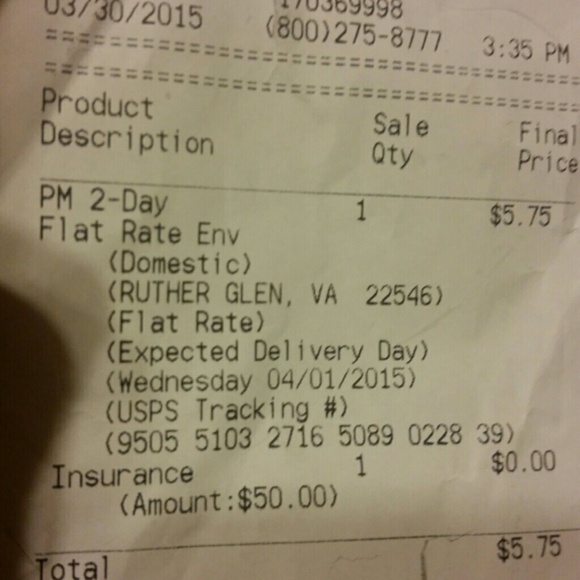 03/30/2015 (800)275-8777 3:35 PM
================================
================================
Product Sale Final
Description Qty Price
PM 2-Day 1 $5.75
Flat Rate Env
(Domestic)
(RUTHER GLEN, VA 22546)
(Flat Rate)
(Expected Delivery Day)
(Wednesday 04/01/2015)
(USPS Tracking #)
(9505 5103 2716 5089 0228 39)
Insurance 1 $0.00
(Amount:$50.00)
$5.75
Total